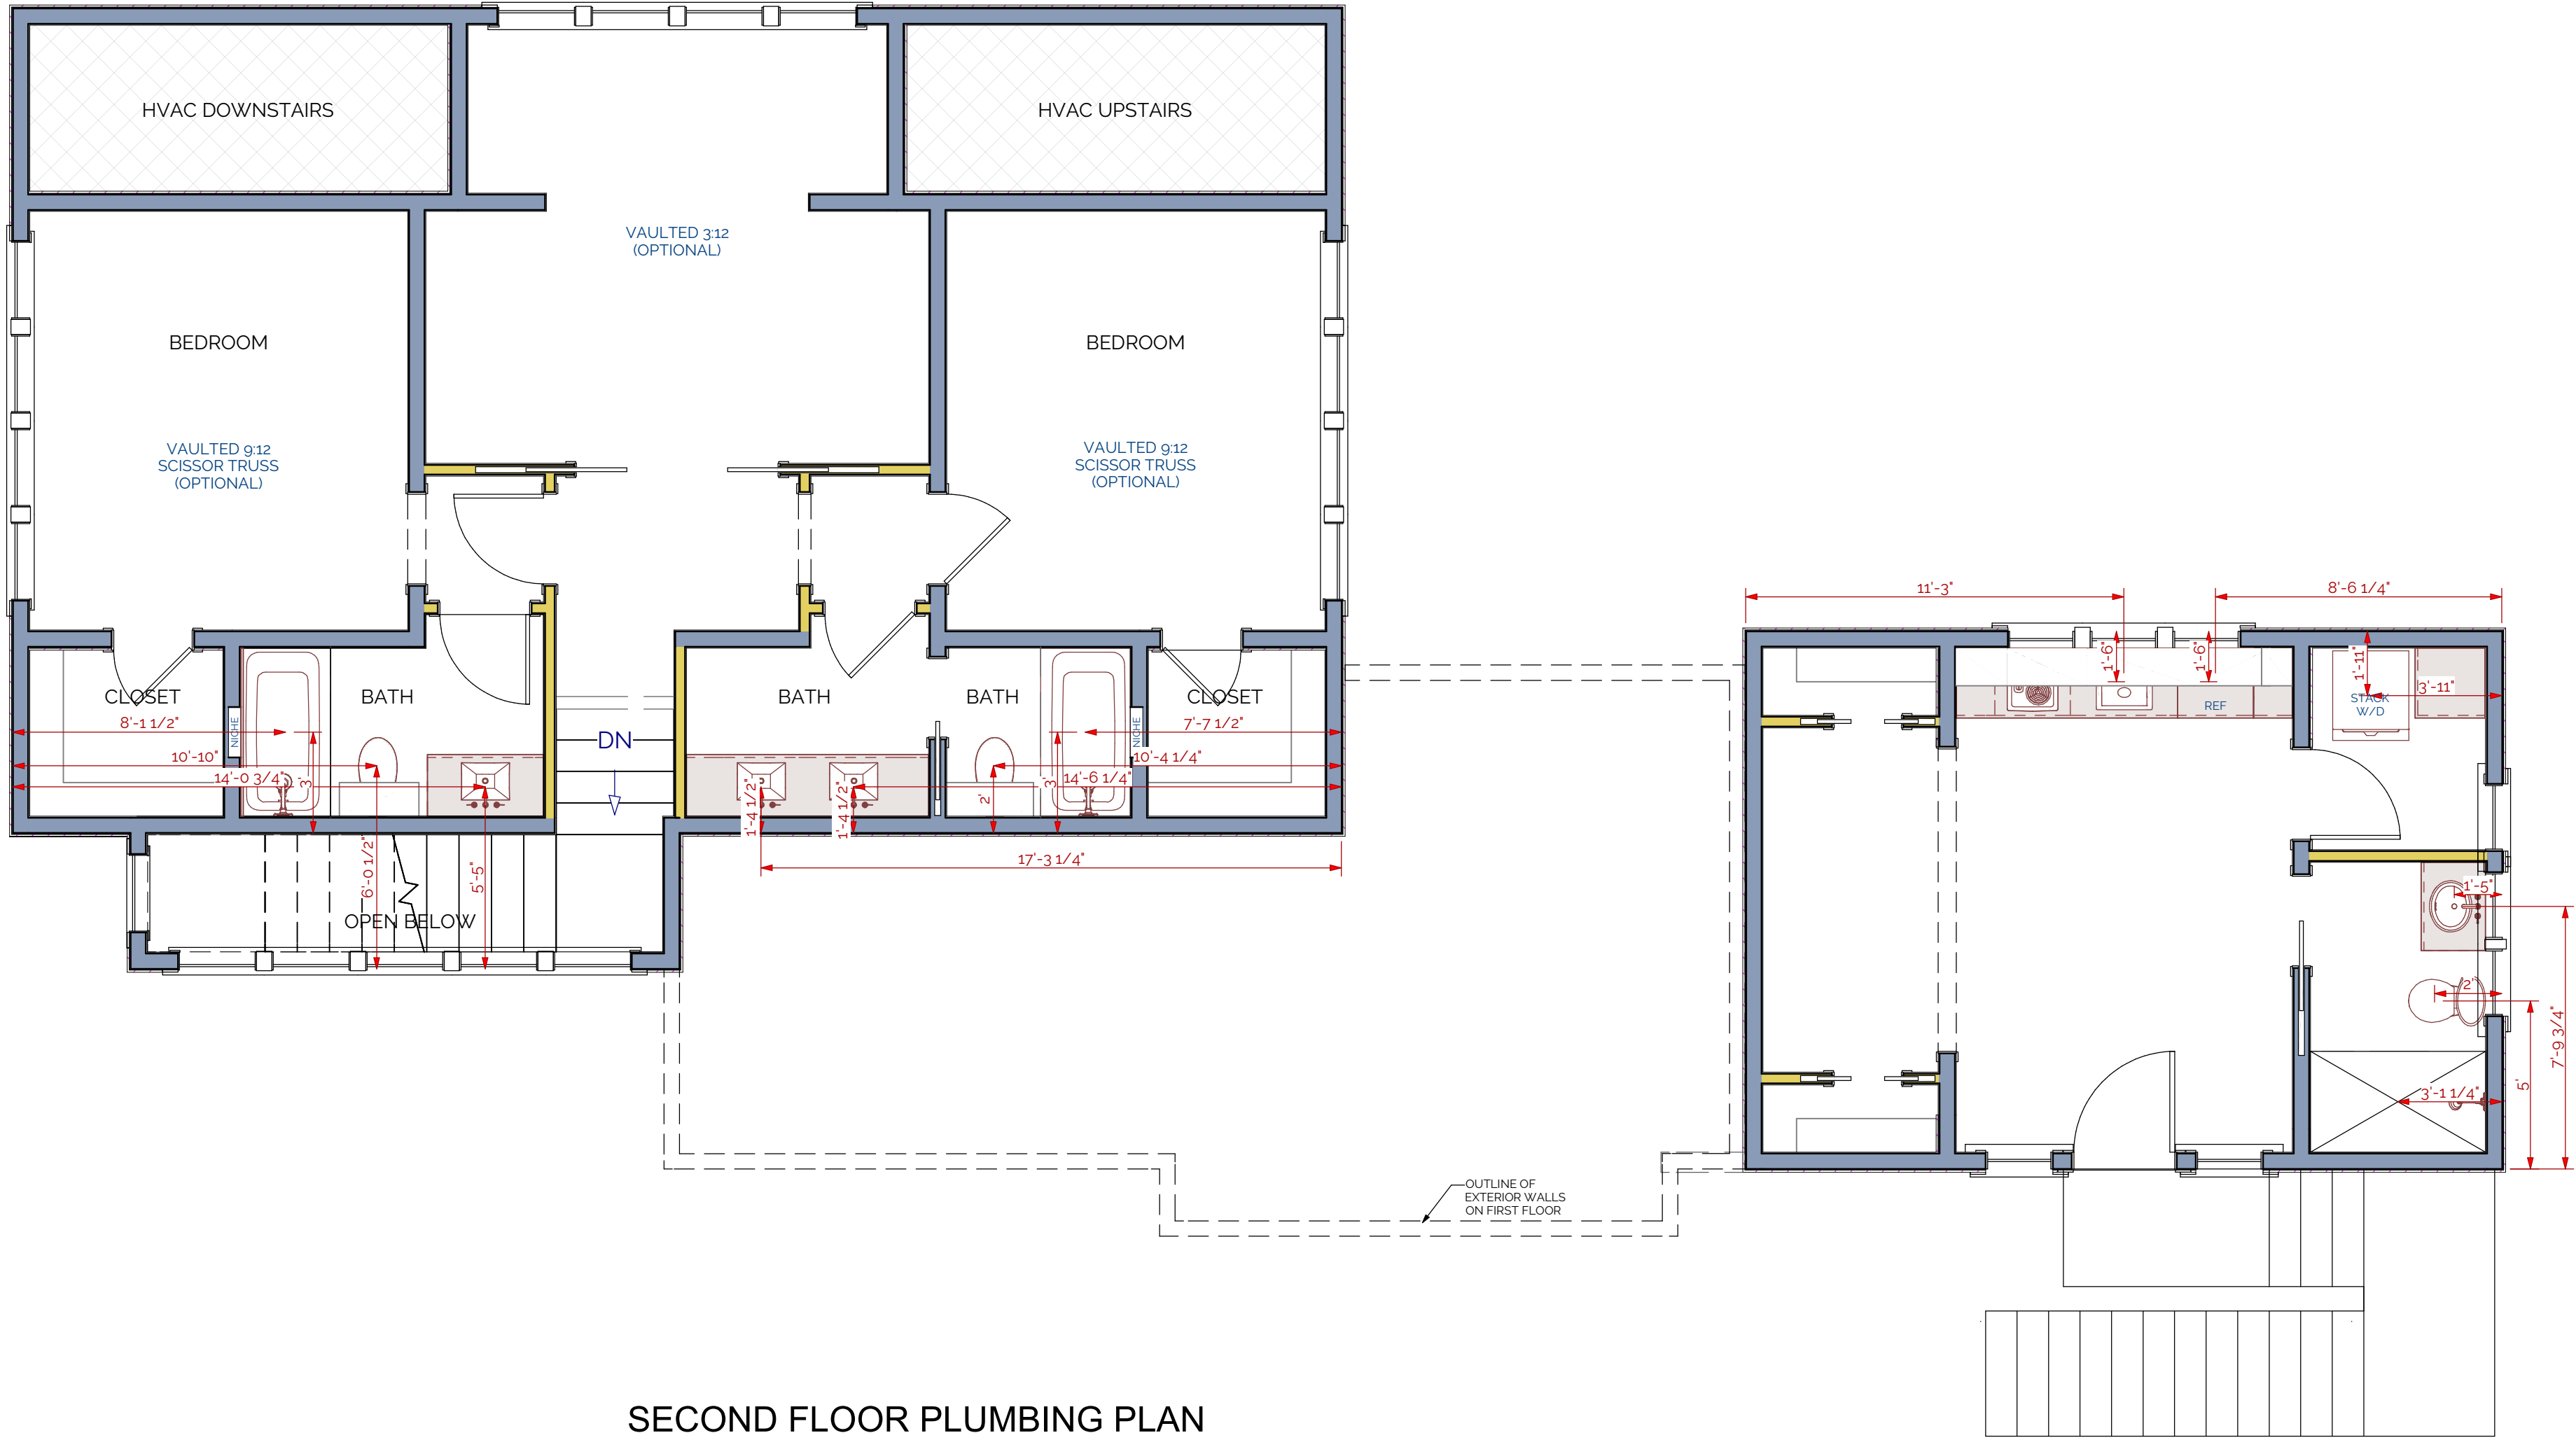 HVAC DOWNSTAIRS
HVAC UPSTAIRS
VAULTED 3:12
(OPTIONAL)
BEDROOM
BEDROOM
VAULTED 9:12
SCISSOR TRUSS
(OPTIONAL)
VAULTED 9:12
SCISSOR TRUSS
(OPTIONAL)
11'-3"
8'-6 1/4"
1'-6"
1'-6"
1'-11"
3'-11"
STACK
W/D
REF
CLOSET
BATH
BATH
BATH
CLOSET
8'-1 1/2"
7'-7 1/2"
NICHE
NICHE
DN
10'-10"
10'-4 1/4"
14'-0 3/4"
14'-6 1/4"
3'
3'
2'
1'-4 1/2"
1'-4 1/2"
17'-3 1/4"
6'-0 1/2"
5'-5"
OPEN BELOW
1'-5"
2'
7'-9 3/4"
5'
3'-1 1/4"
OUTLINE OF
EXTERIOR WALLS
ON FIRST FLOOR
SECOND FLOOR PLUMBING PLAN